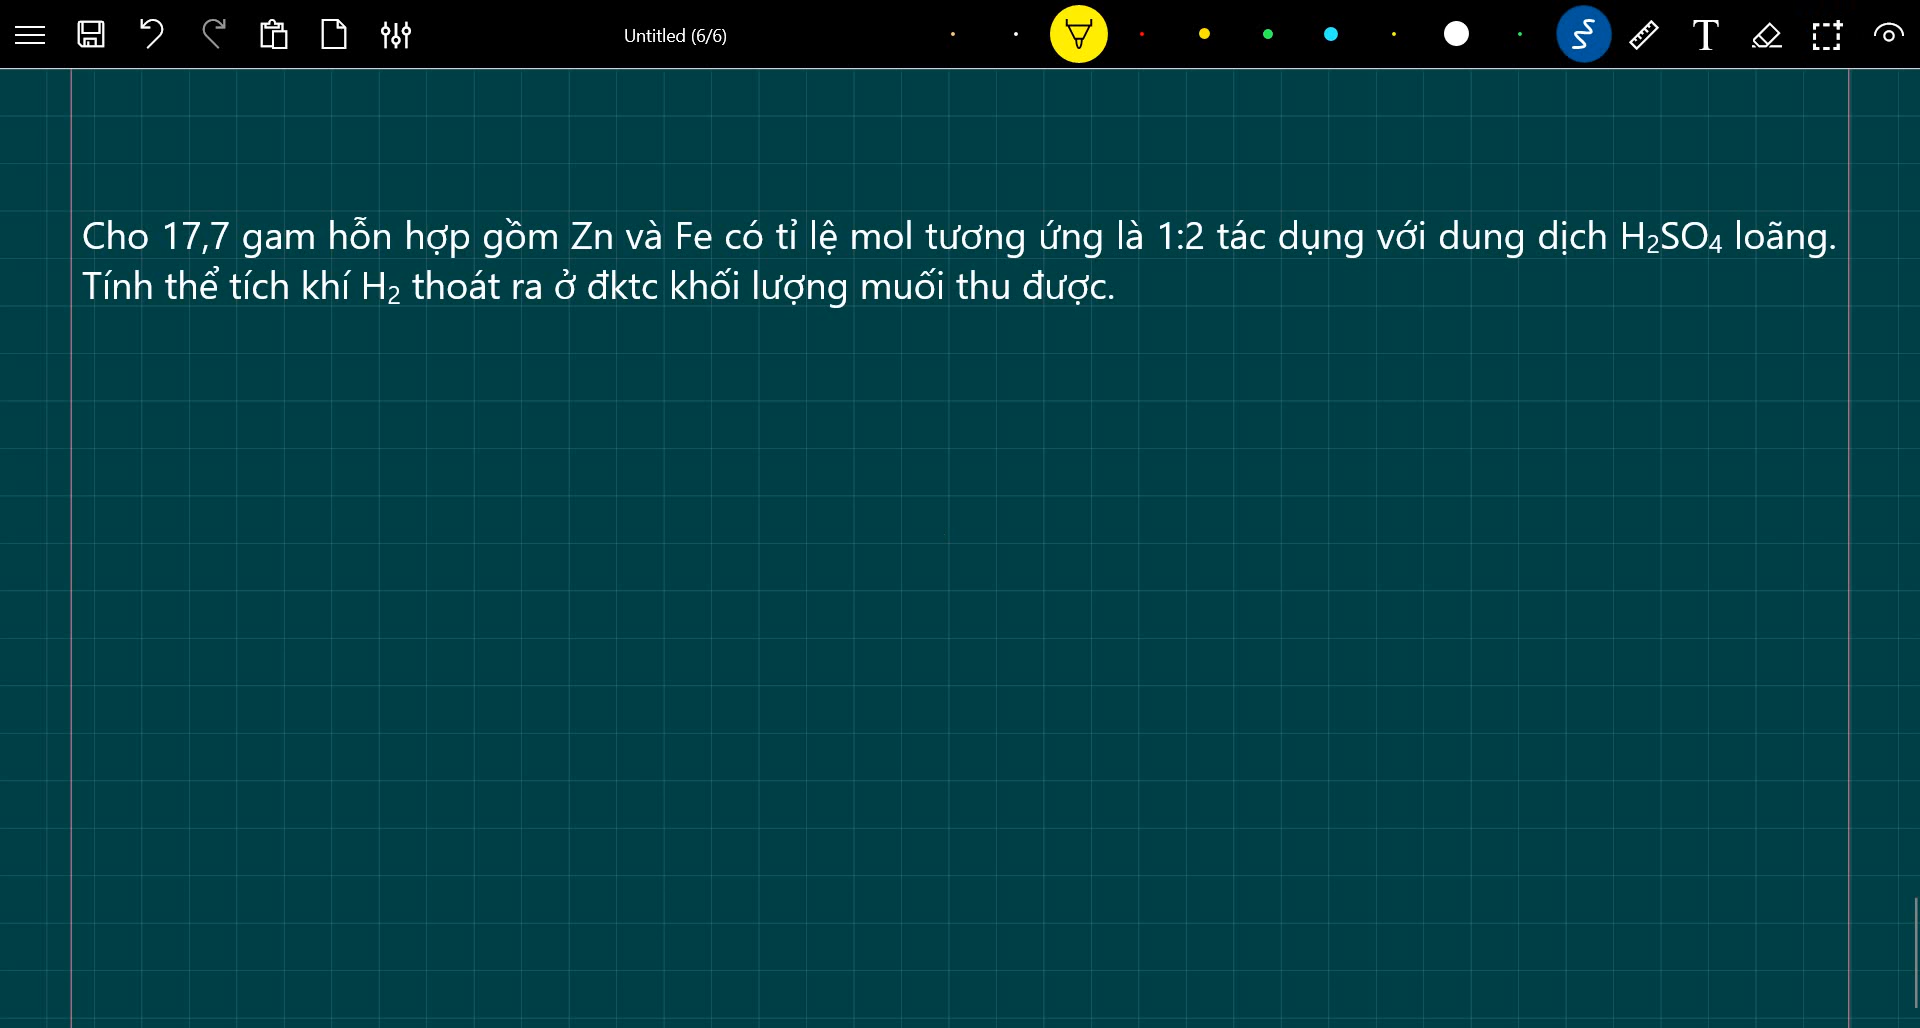 Untitled (6/6)
T
Cho 17,7 gam hỗn hợp gồm Zn và Fe có tỉ lệ mol tương ứng là 1:2 tác dụng với dung dịch H₂SO₄ loãng.
Tính thể tích khí H₂ thoát ra ở đktc khối lượng muối thu được.